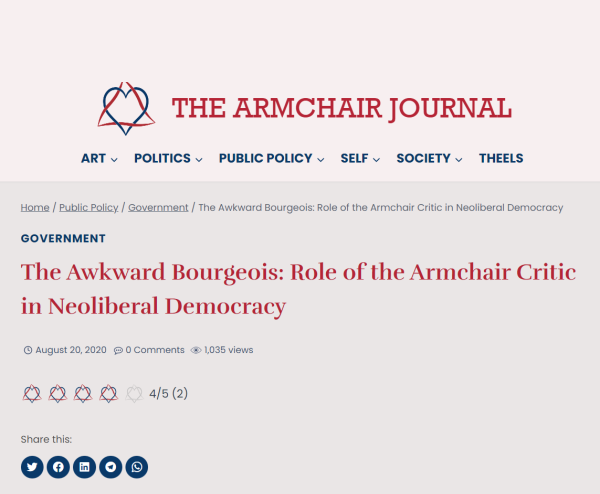 THE ARMCHAIR JOURNAL
ART POLITICS PUBLIC POLICY SELF SOCIETY THEELS
Home / Public Policy / Government / The Awkward Bourgeois: Role of the Armchair Critic in Neoliberal Democracy
GOVERNMENT
The Awkward Bourgeois: Role of the Armchair Critic
in Neoliberal Democracy
August 20, 2020 0 Comments 1,035 views
4/5 (2)
Share this: